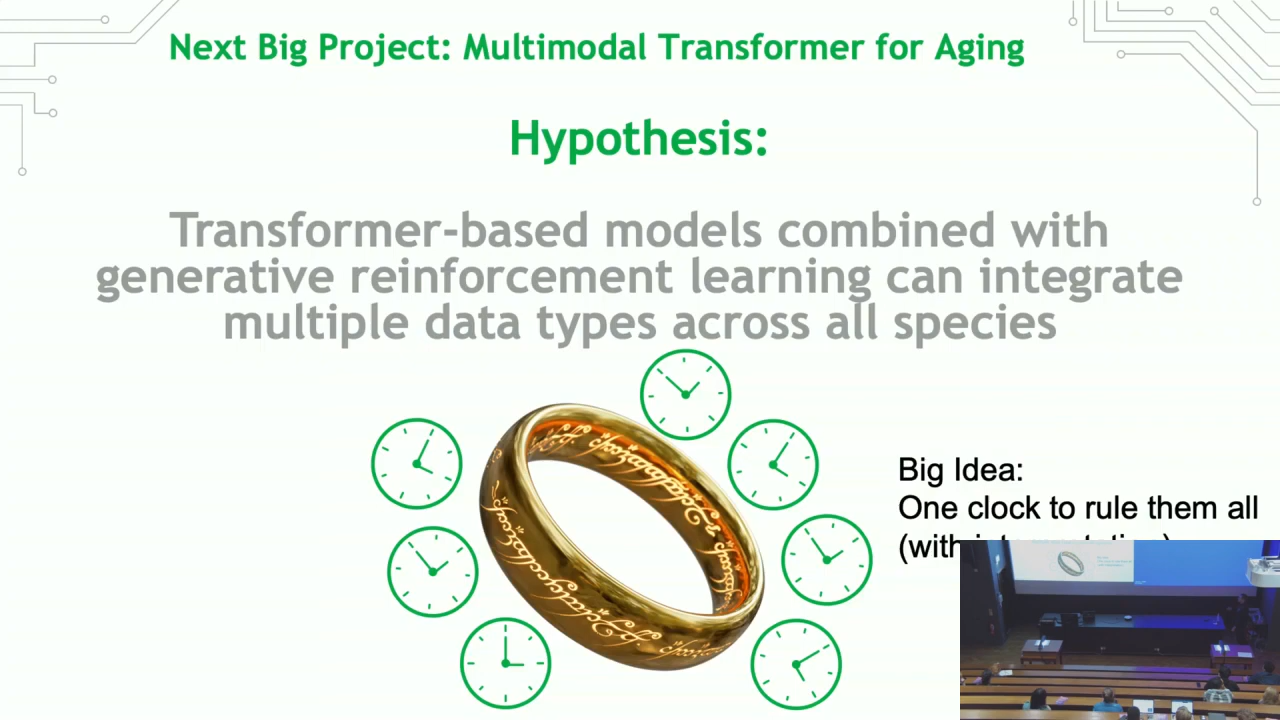 Next Big Project: Multimodal Transformer for Aging
Hypothesis:
Transformer-based models combined with
generative reinforcement learning can integrate
multiple data types across all species
Big Idea:
One clock to rule them all
(with